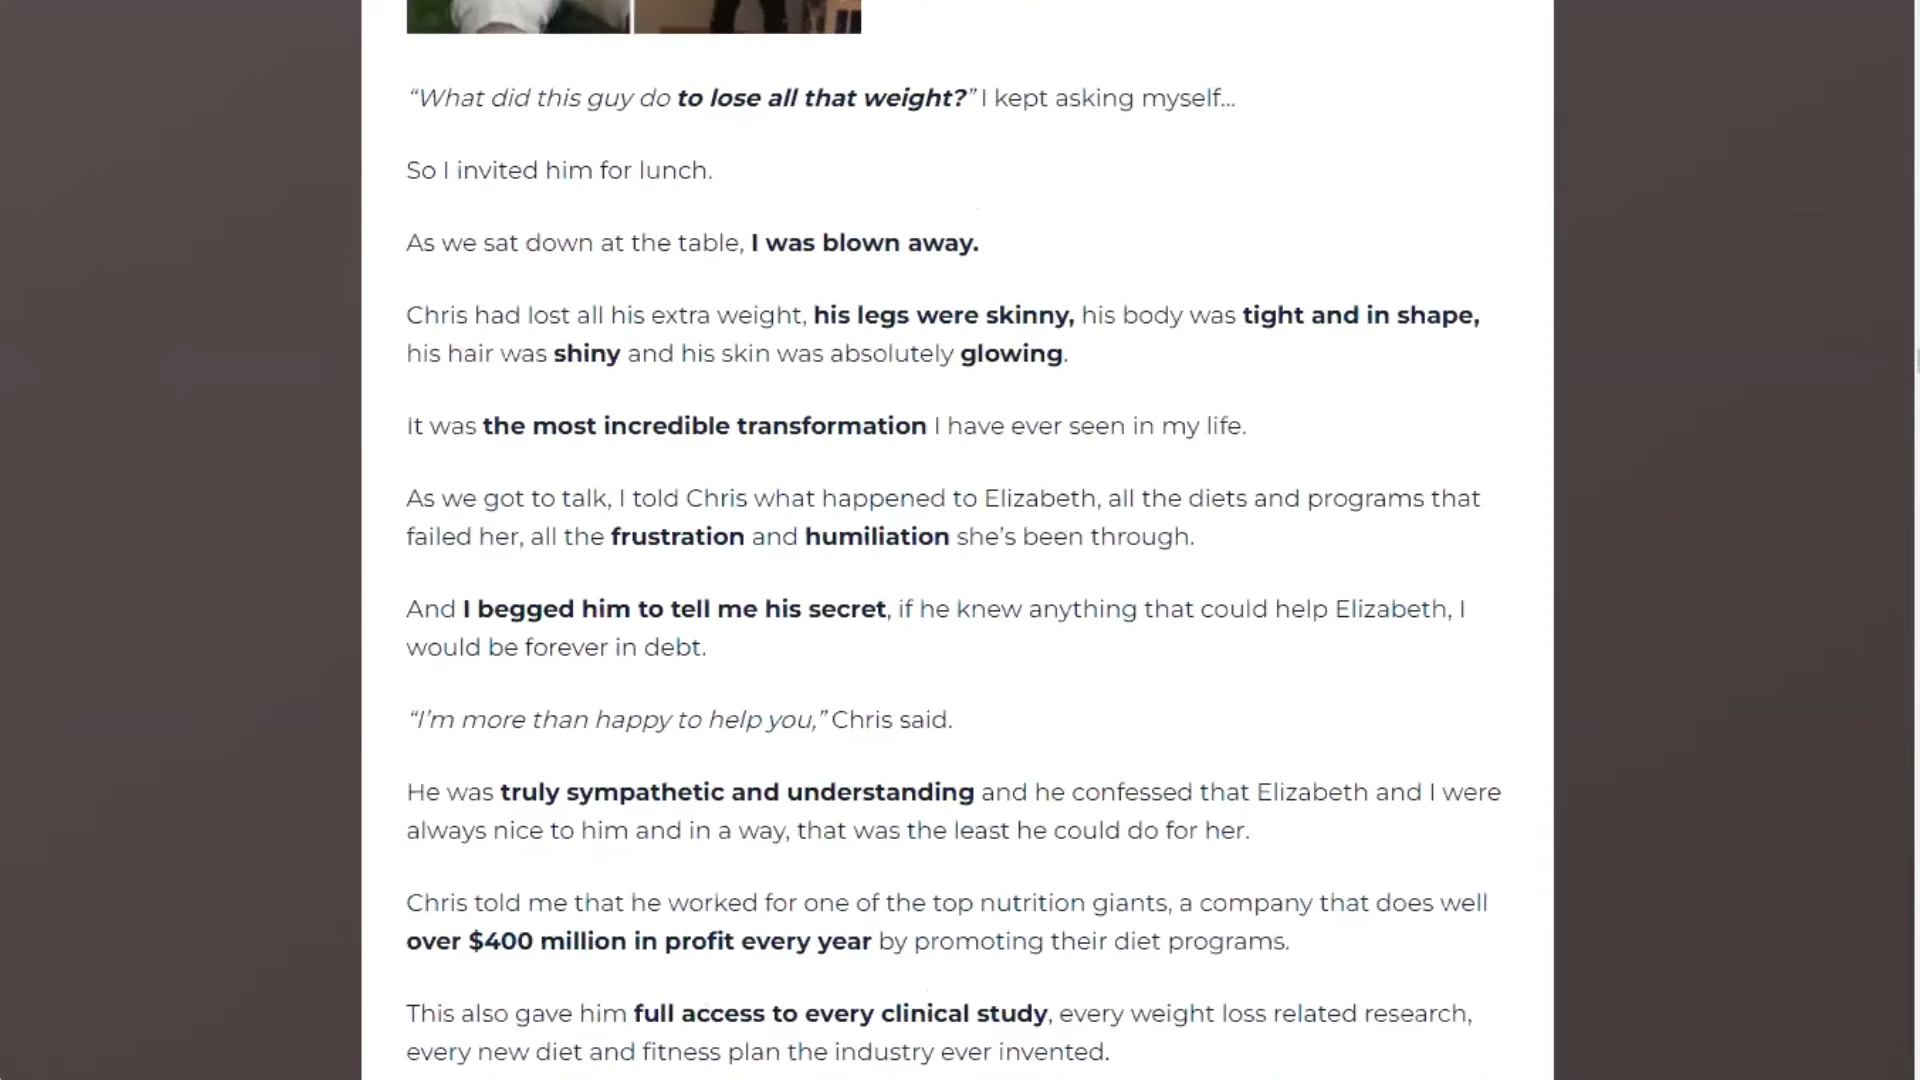 “What did this guy do to lose all that weight?” I kept asking myself...
So I invited him for lunch.
As we sat down at the table, I was blown away.
Chris had lost all his extra weight, his legs were skinny, his body was tight and in shape,
his hair was shiny and his skin was absolutely glowing.
It was the most incredible transformation I have ever seen in my life.
As we got to talk, I told Chris what happened to Elizabeth, all the diets and programs that
failed her, all the frustration and humiliation she’s been through.
And I begged him to tell me his secret, if he knew anything that could help Elizabeth, I
would be forever in debt.
“I’m more than happy to help you,” Chris said.
He was truly sympathetic and understanding and he confessed that Elizabeth and I were
always nice to him and in a way, that was the least he could do for her.
Chris told me that he worked for one of the top nutrition giants, a company that does well
over $400 million in profit every year by promoting their diet programs.
This also gave him full access to every clinical study, every weight loss related research,
every new diet and fitness plan the industry ever invented.